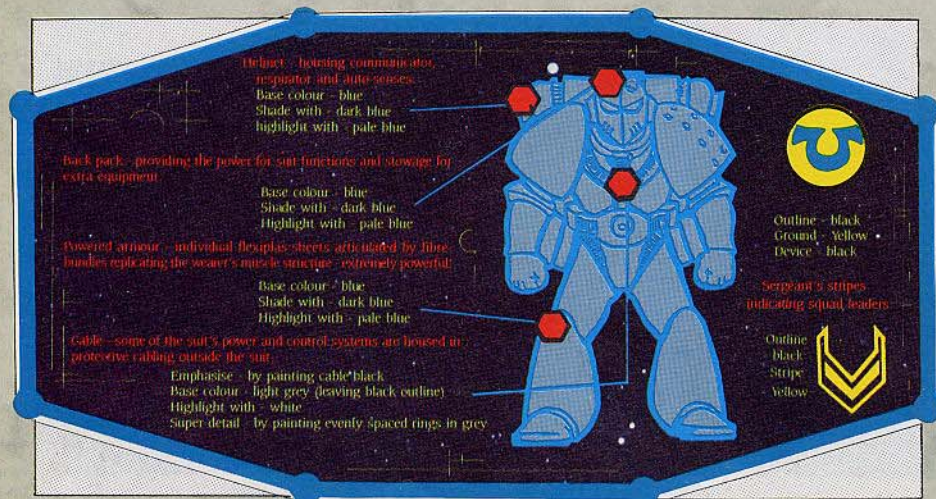 Helmet - housing communicator,
respirator and auto-senses.
Base colour - blue
Shade with - dark blue
highlight with - pale blue
Back pack - providing the power for suit functions and stowage for
extra equipment
Base colour - blue
Shade with - dark blue
Highlight with - pale blue
Powered armour - individual flexiplas sheets articulated by fibre
bundles replicating the wearer's muscle structure - extremely powerful.
Base colour - blue
Shade with - dark blue
Highlight with - pale blue
Cable - some of the suit's power and control systems are housed in
protective cabling outside the suit
Emphasise - by painting cable black
Base colour - light grey (leaving black outline)
Highlight with - white
Super detail - by painting evenly spaced rings in grey
Outline - black
Ground - Yellow
Device - black
Sergeant's stripes
indicating squad leaders
Outline
black
Stripe
Yellow